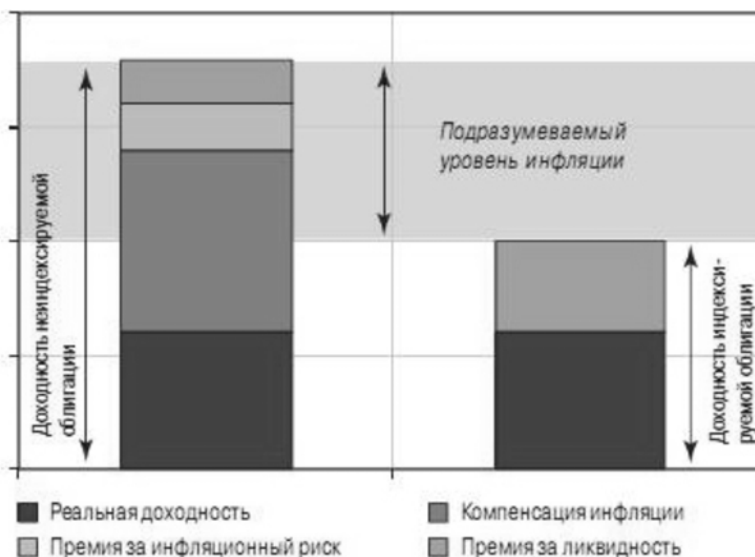 Подразумеваемый
уровень инфляции
Доходность неиндексируемой
облигации
Доходность индекси-
руемой облигации
Реальная доходность
Компенсация инфляции
Премия за инфляционный риск
Премия за ликвидность